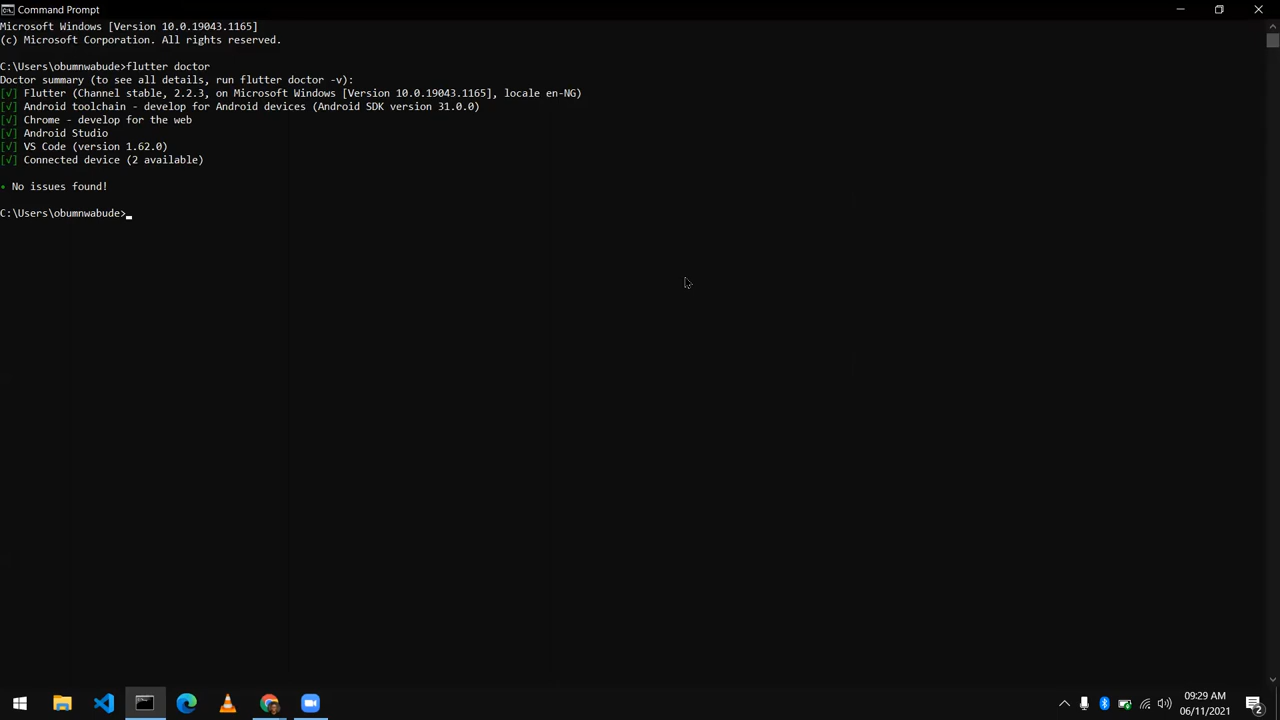 Command Prompt
Microsoft Windows [Version 10.0.19043.1165]
(c) Microsoft Corporation. All rights reserved.
C:\Users\obumnwabude>flutter doctor
Doctor summary (to see all details, run flutter doctor -v):
[√] Flutter (Channel stable, 2.2.3, on Microsoft Windows [Version 10.0.19043.1165], locale en-NG)
[√] Android toolchain - develop for Android devices (Android SDK version 31.0.0)
[√] Chrome - develop for the web
[√] Android Studio
[√] VS Code (version 1.62.0)
[√] Connected device (2 available)
• No issues found!
C:\Users\obumnwabude>
09:29 AM
06/11/2021
2